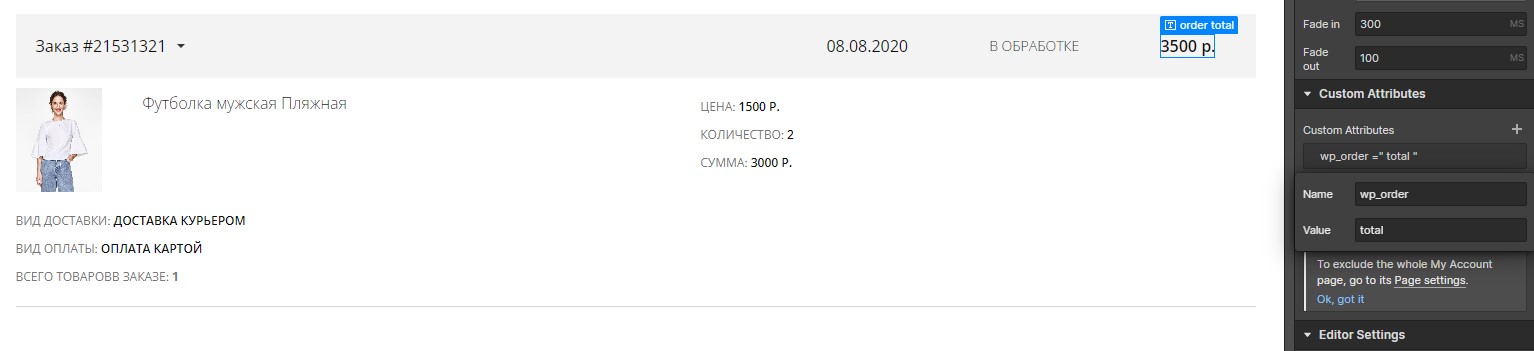 order total
Заказ #21531321
08.08.2020
В ОБРАБОТКЕ
3500 р.
Футболка мужская Пляжная
ЦЕНА: 1500 Р.
КОЛИЧЕСТВО: 2
СУММА: 3000 Р.
ВИД ДОСТАВКИ: ДОСТАВКА КУРЬЕРОМ
ВИД ОПЛАТЫ: ОПЛАТА КАРТОЙ
ВСЕГО ТОВАРОВВ ЗАКАЗЕ: 1
Fade in
300
MS
Fade
out
100
MS
Custom Attributes
Custom Attributes
wp_order =" total "
Name
wp_order
Value
total
To exclude the whole My Account
page, go to its Page settings.
Ok, got it
Editor Settings